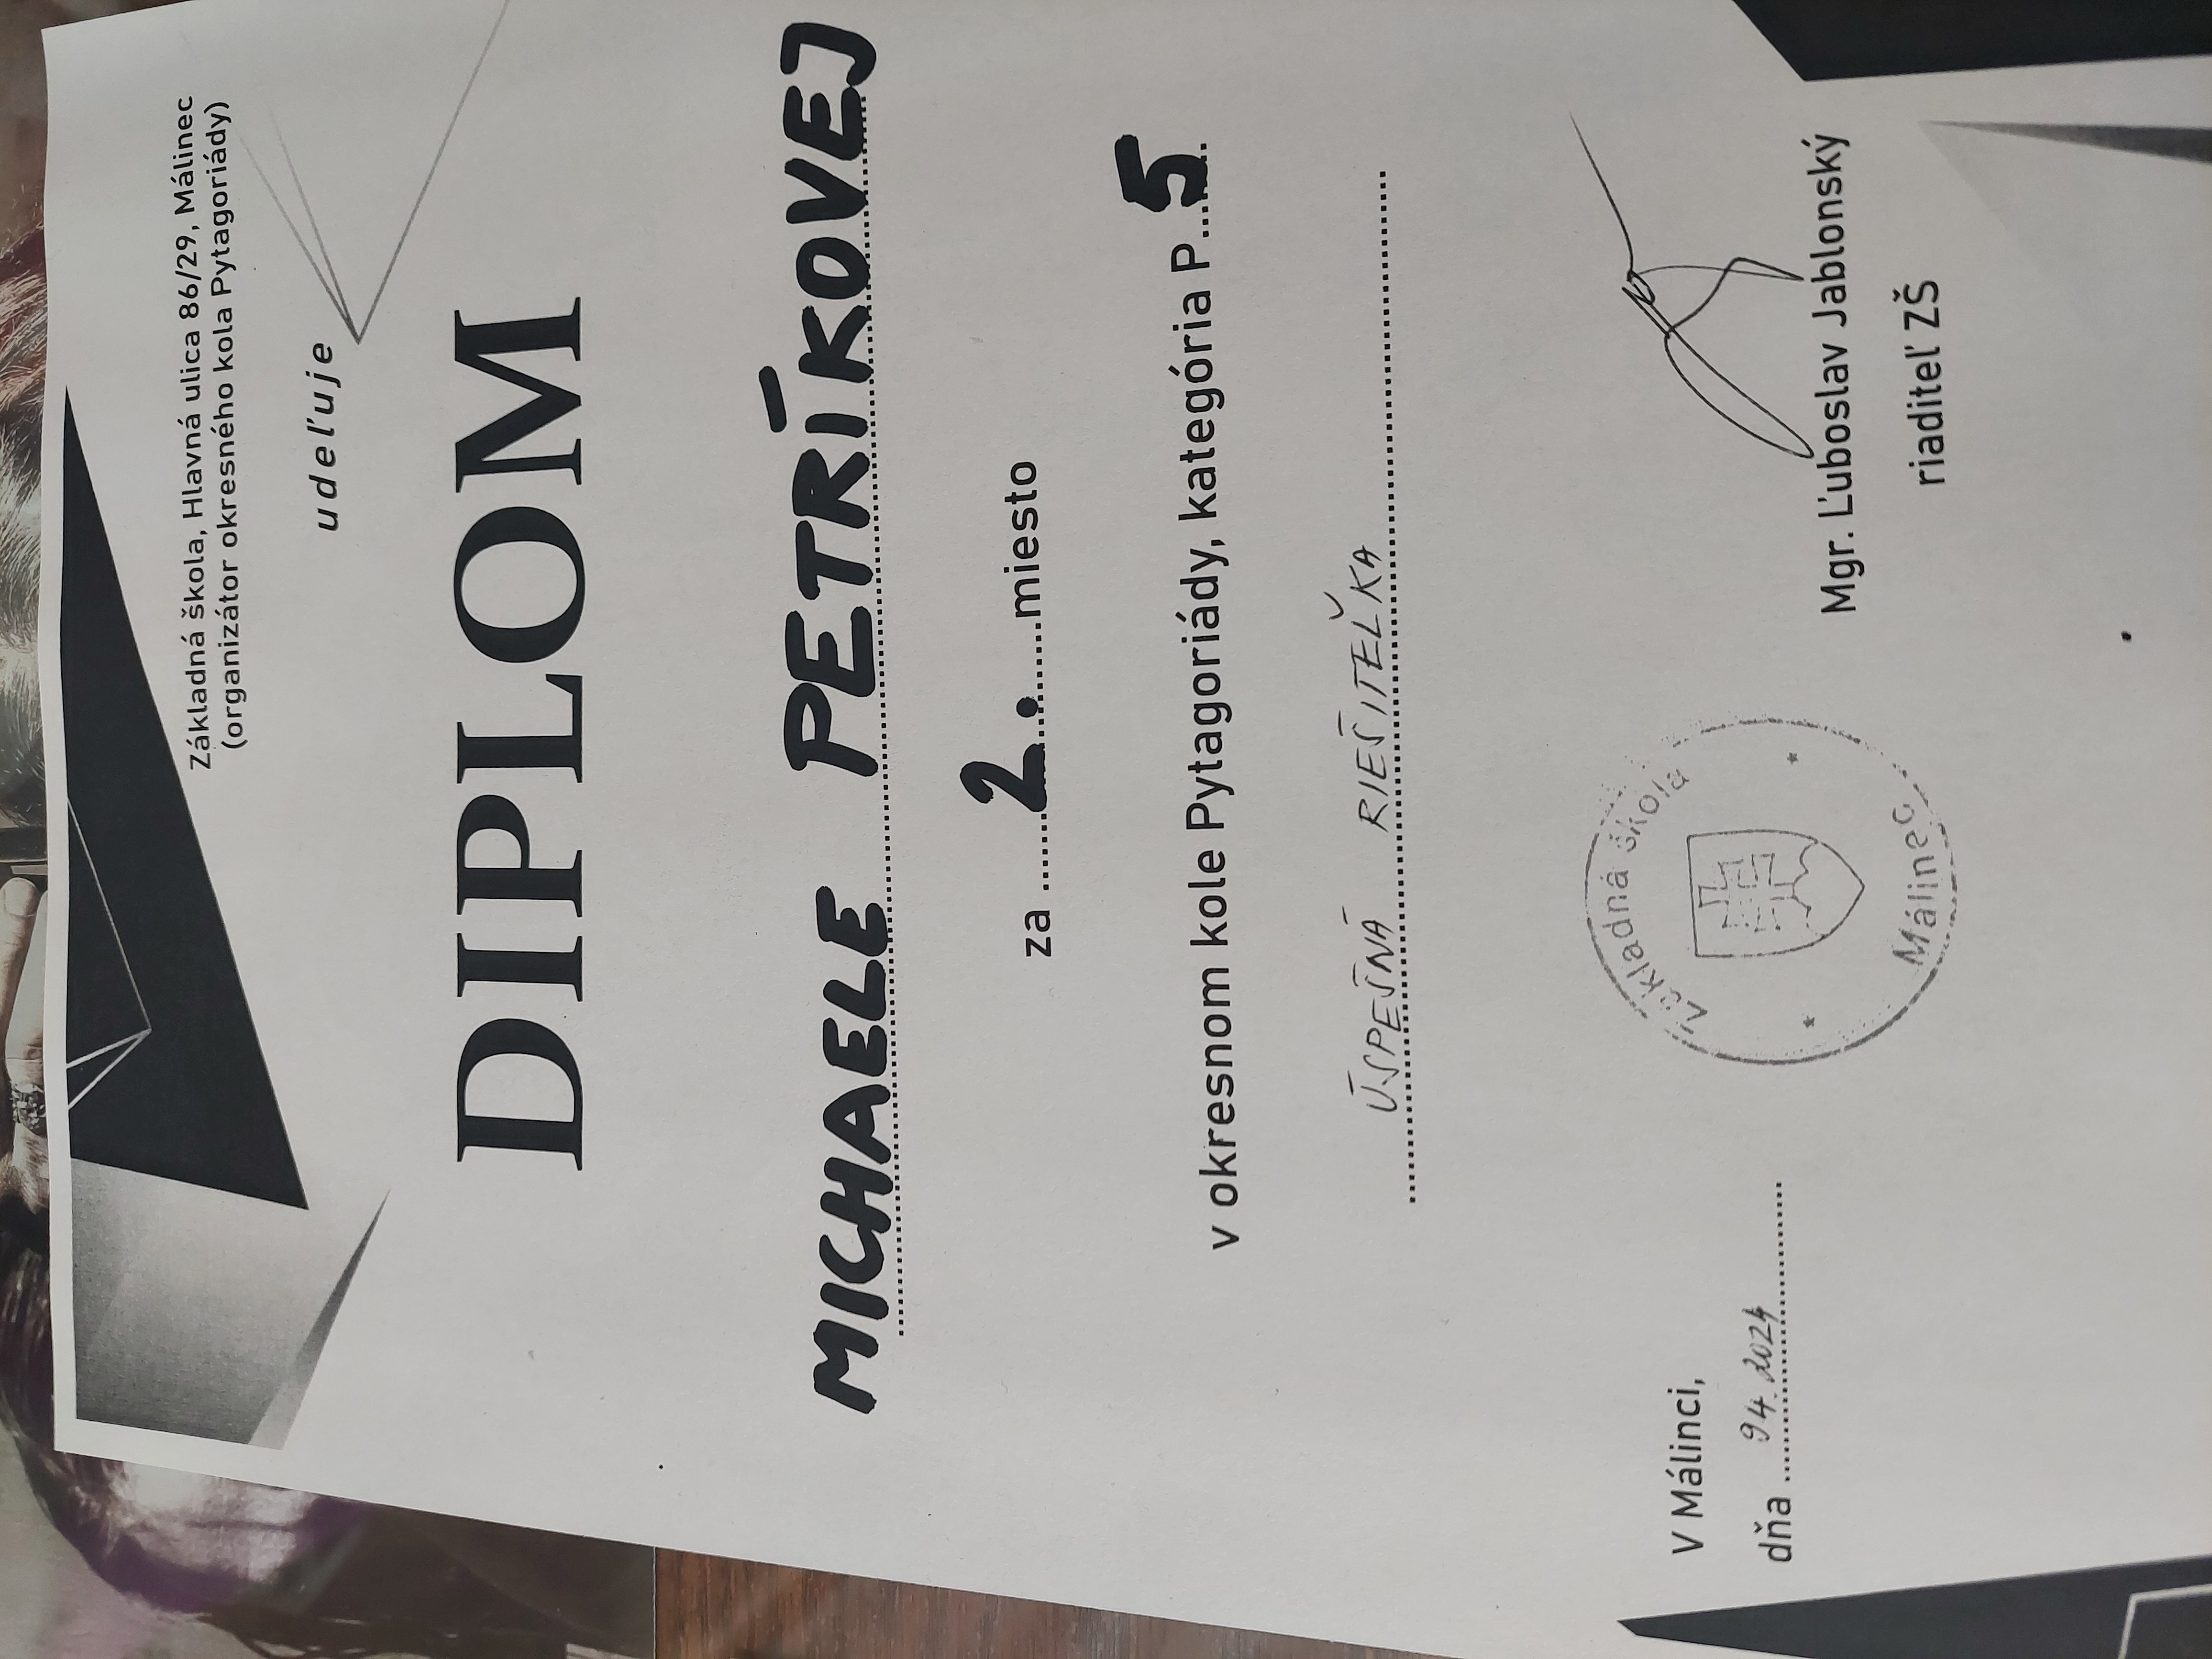 Základná škola, Hlavná ulica 86/29, Málinec
(organizátor okresného kola Pytagoriády)
udeľuje
DIPLOM
MICHAELE PETRÍKOVEJ
za ........2.........miesto
v okresnom kole Pytagoriády, kategória P....5....
ÚSPEŠNÁ RIEŠITEĽKA
Základná škola
Málinec
V Málinci,
dňa ....9.4.2024..........
Mgr. Ľuboslav Jablonský
riaditeľ ZŠ